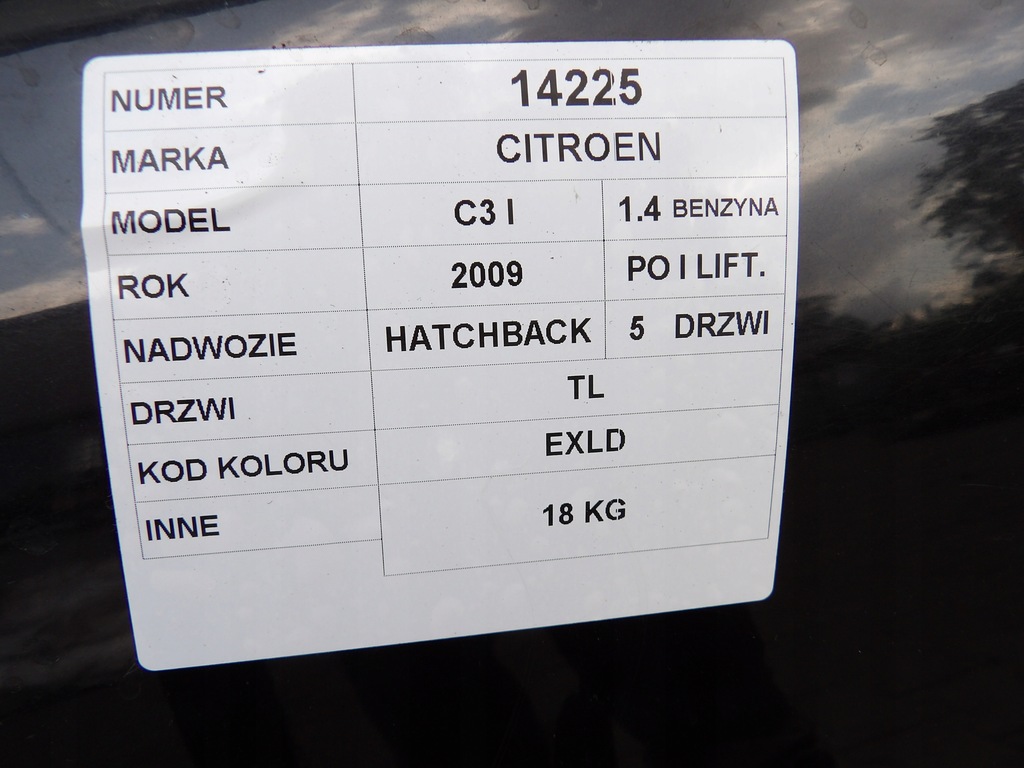 NUMER 14225
MARKA CITROEN
MODEL C3 I 1.4 BENZYNA
ROK 2009 PO I LIFT.
NADWOZIE HATCHBACK 5 DRZWI
DRZWI TL
KOD KOLORU EXLD
INNE 18 KG